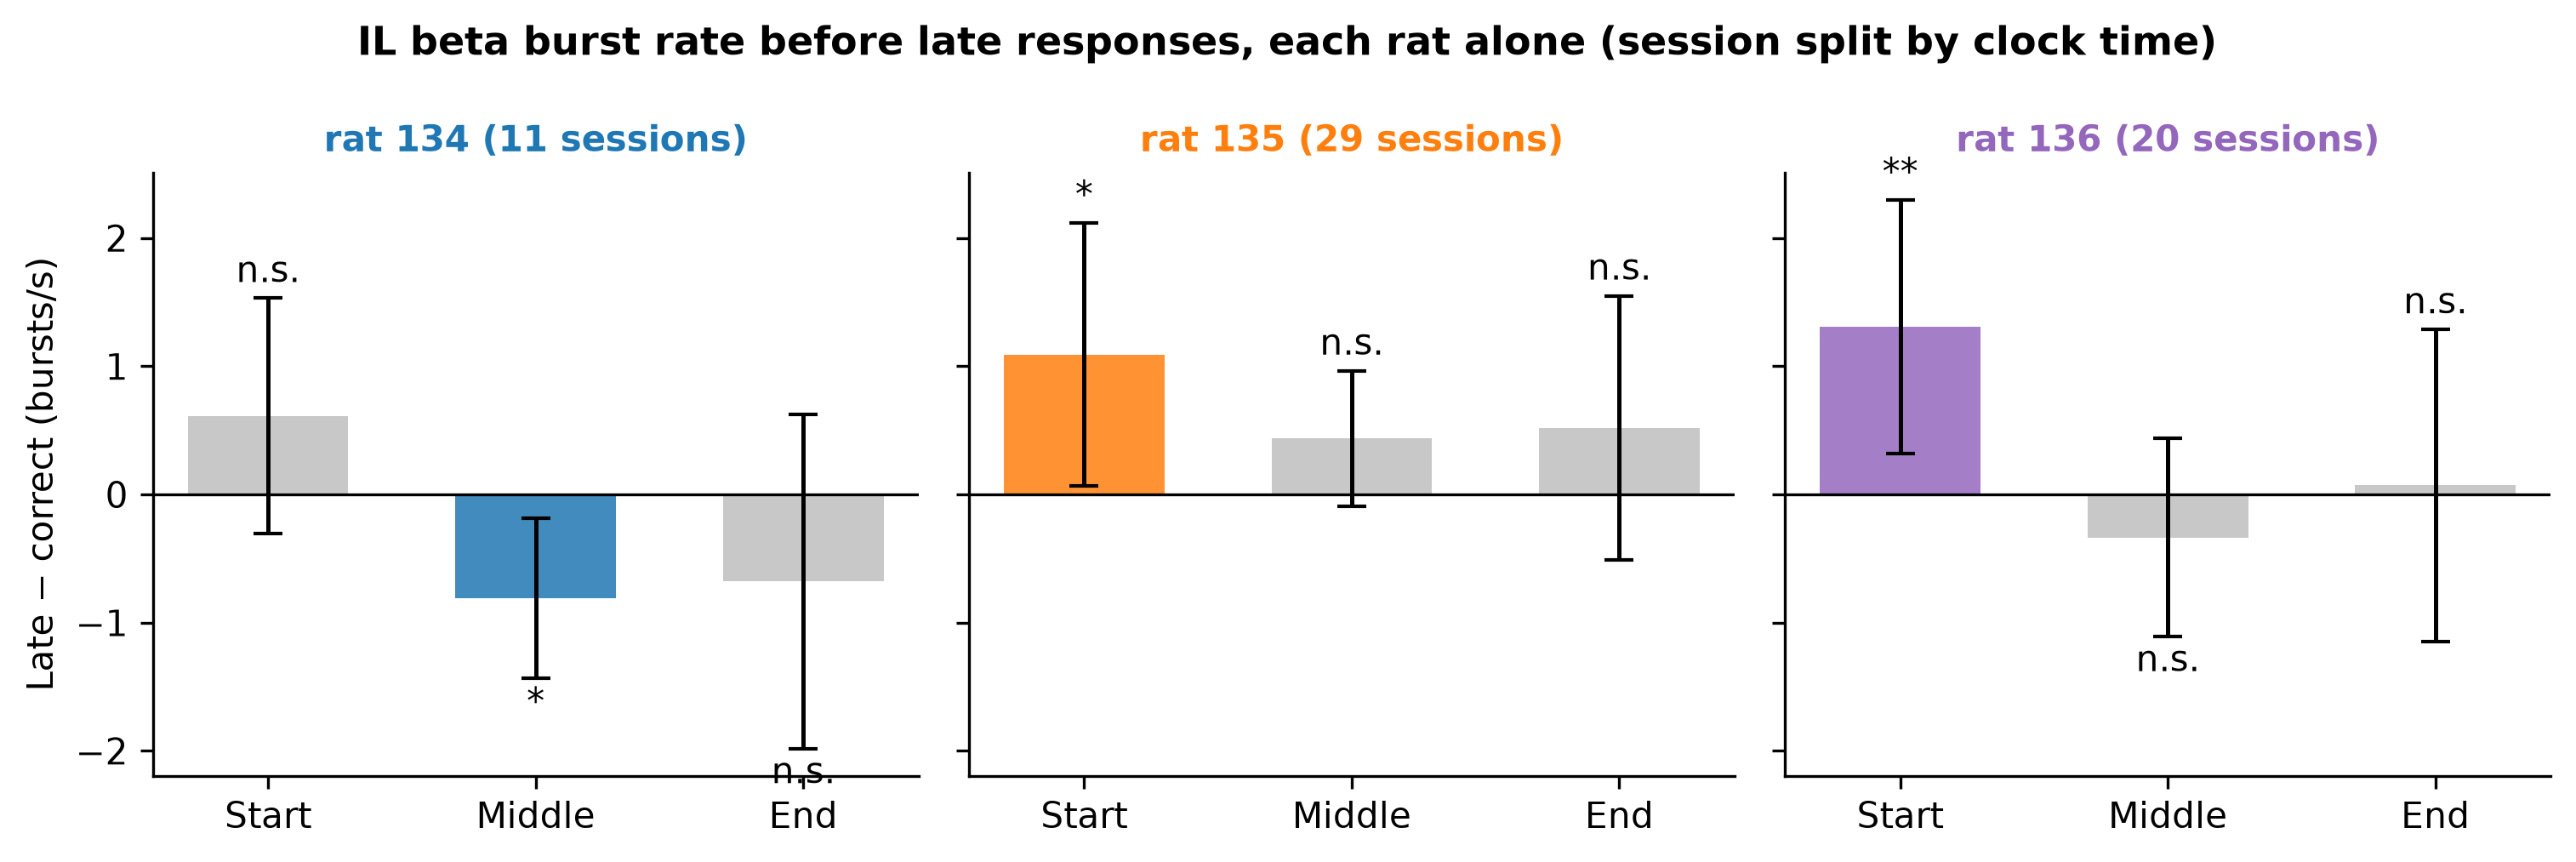 IL beta burst rate before late responses, each rat alone (session split by clock time)
rat 134 (11 sessions)
rat 135 (29 sessions)
rat 136 (20 sessions)
Late − correct (bursts/s)
2
1
0
−1
−2
n.s.
*
n.s.
Start
Middle
End
*
n.s.
n.s.
Start
Middle
End
**
n.s.
n.s.
Start
Middle
End